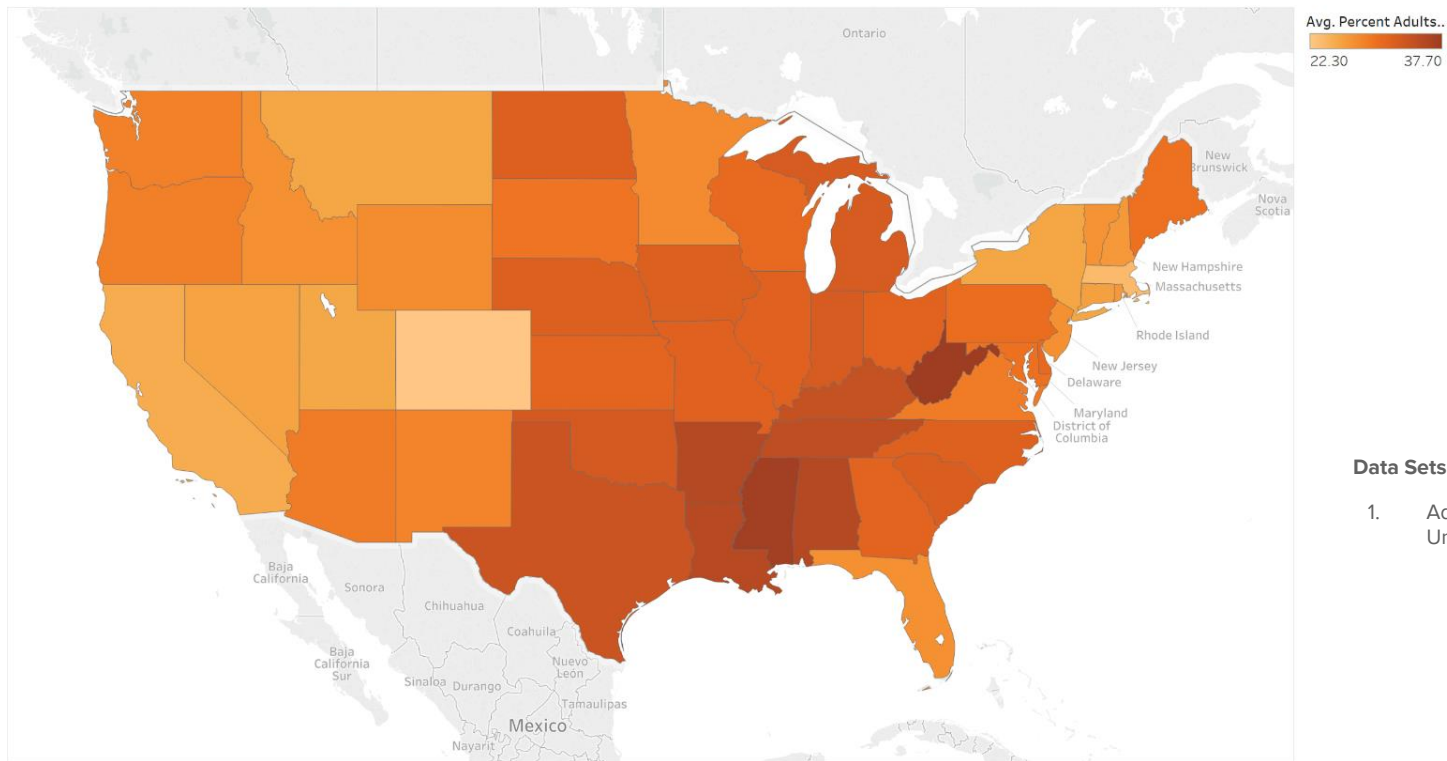 Avg. Percent Adults..
22.30 37.70
Ontario
New
Brunswick
Nova
Scotia
New Hampshire
Massachusetts
Rhode Island
New Jersey
Delaware
Maryland
District of
Columbia
Data Sets
1. Ad
Un
Baja
California
Sonora
Chihuahua
Coahuila
Baja
California
Sur
Nuevo
León
Sinaloa
Durango
Tamaulipas
Mexico
Nayarit